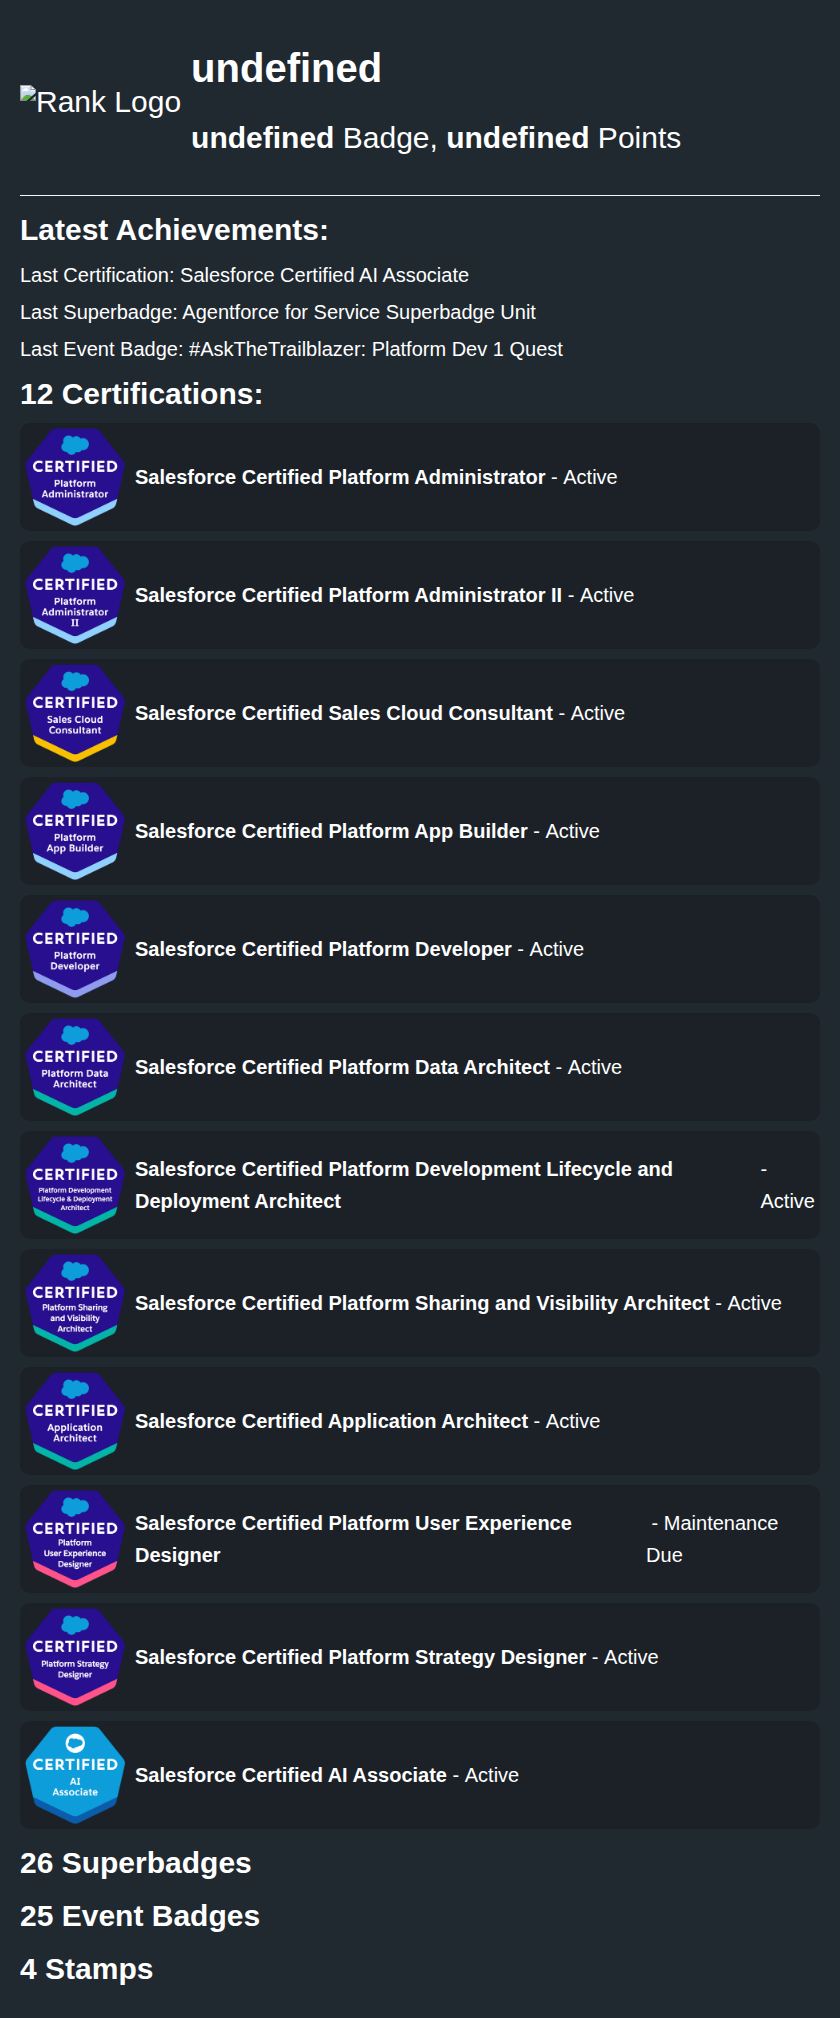 undefined
Rank Logo
undefined Badge, undefined Points
Latest Achievements:
Last Certification: Salesforce Certified AI Associate
Last Superbadge: Agentforce for Service Superbadge Unit
Last Event Badge: #AskTheTrailblazer: Platform Dev 1 Quest
12 Certifications:
CERTIFIED
Platform
Administrator
Salesforce Certified Platform Administrator - Active
CERTIFIED
Platform
Administrator
II
Salesforce Certified Platform Administrator II - Active
CERTIFIED
Sales Cloud
Consultant
Salesforce Certified Sales Cloud Consultant - Active
CERTIFIED
Platform
App Builder
Salesforce Certified Platform App Builder - Active
CERTIFIED
Platform
Developer
Salesforce Certified Platform Developer - Active
CERTIFIED
Platform Data
Architect
Salesforce Certified Platform Data Architect - Active
CERTIFIED
Platform Development
Lifecycle & Deployment
Architect
Salesforce Certified Platform Development Lifecycle and -
Deployment Architect Active
CERTIFIED
Platform Sharing
and Visibility
Architect
Salesforce Certified Platform Sharing and Visibility Architect - Active
CERTIFIED
Application
Architect
Salesforce Certified Application Architect - Active
CERTIFIED
Platform
User Experience
Designer
Salesforce Certified Platform User Experience - Maintenance
Designer Due
CERTIFIED
Platform Strategy
Designer
Salesforce Certified Platform Strategy Designer - Active
CERTIFIED
AI
Associate
Salesforce Certified AI Associate - Active
26 Superbadges
25 Event Badges
4 Stamps